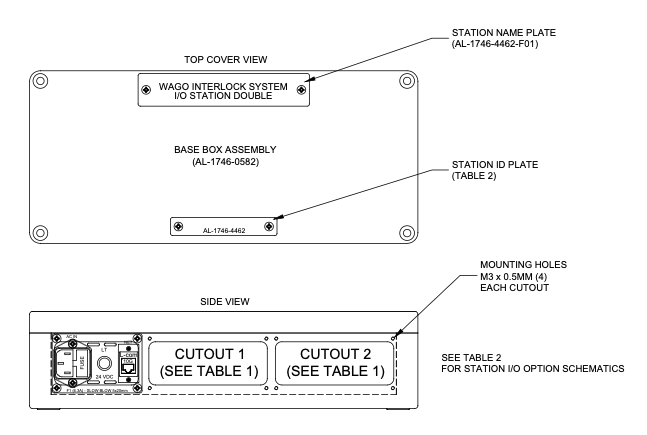 STATION NAME PLATE
(AL-1746-4462-F01)
TOP COVER VIEW
WAGO INTERLOCK SYSTEM
I/O STATION DOUBLE
BASE BOX ASSEMBLY
(AL-1746-0582)
STATION ID PLATE
(TABLE 2)
AL-1746-4462
MOUNTING HOLES
M3 x 0.5MM (4)
EACH CUTOUT
SIDE VIEW
AC IN
LT
FUSE
24 VDC
CUTOUT 1
(SEE TABLE 1)
CUTOUT 2
(SEE TABLE 1)
SEE TABLE 2
FOR STATION I/O OPTION SCHEMATICS